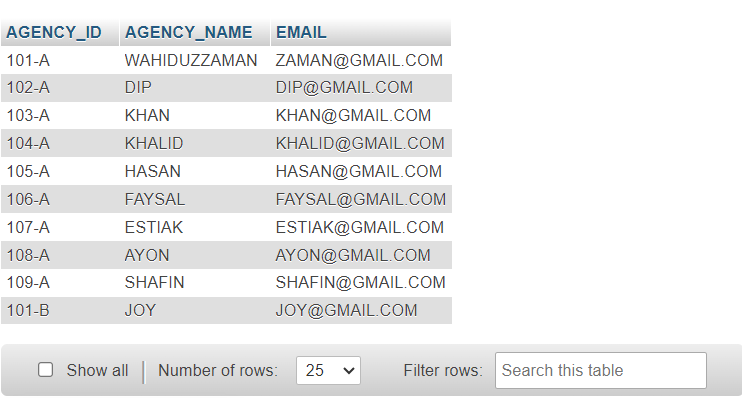 AGENCY_ID AGENCY_NAME EMAIL
101-A WAHIDUZZAMAN ZAMAN@GMAIL.COM
102-A DIP DIP@GMAIL.COM
103-A KHAN KHAN@GMAIL.COM
104-A KHALID KHALID@GMAIL.COM
105-A HASAN HASAN@GMAIL.COM
106-A FAYSAL FAYSAL@GMAIL.COM
107-A ESTIAK ESTIAK@GMAIL.COM
108-A AYON AYON@GMAIL.COM
109-A SHAFIN SHAFIN@GMAIL.COM
101-B JOY JOY@GMAIL.COM
Show all Number of rows: 25 Filter rows: Search this table